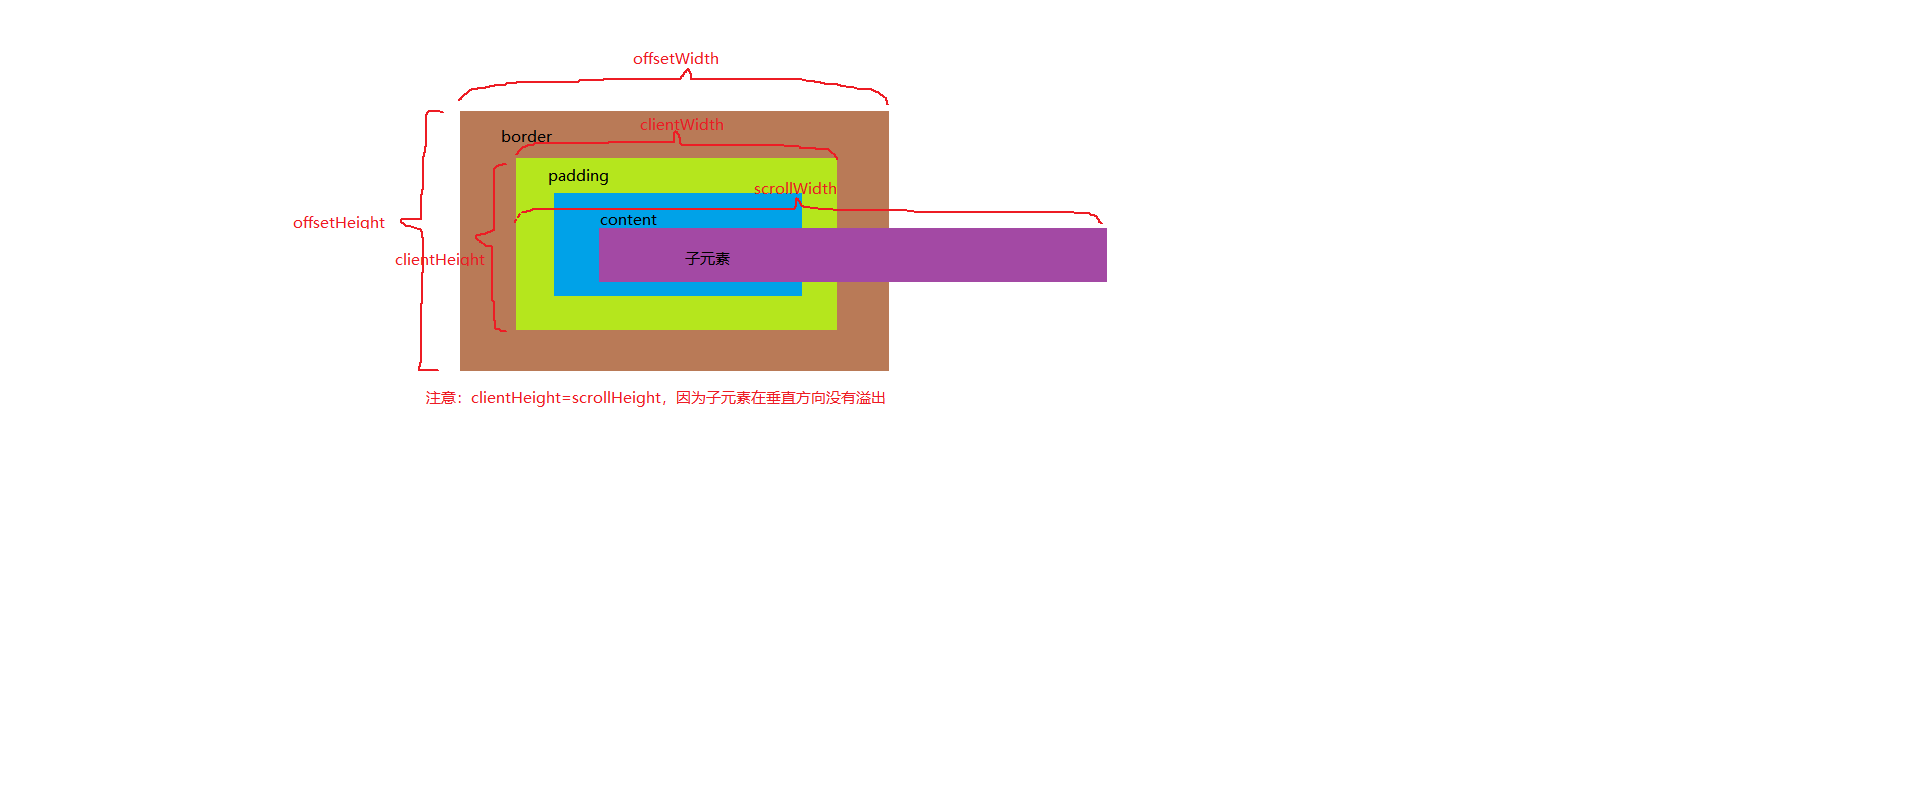 offsetWidth
clientWidth
border
padding
scrollWidth
content
offsetHeight
clientHeight
子元素
注意：clientHeight=scrollHeight，因为子元素在垂直方向没有溢出